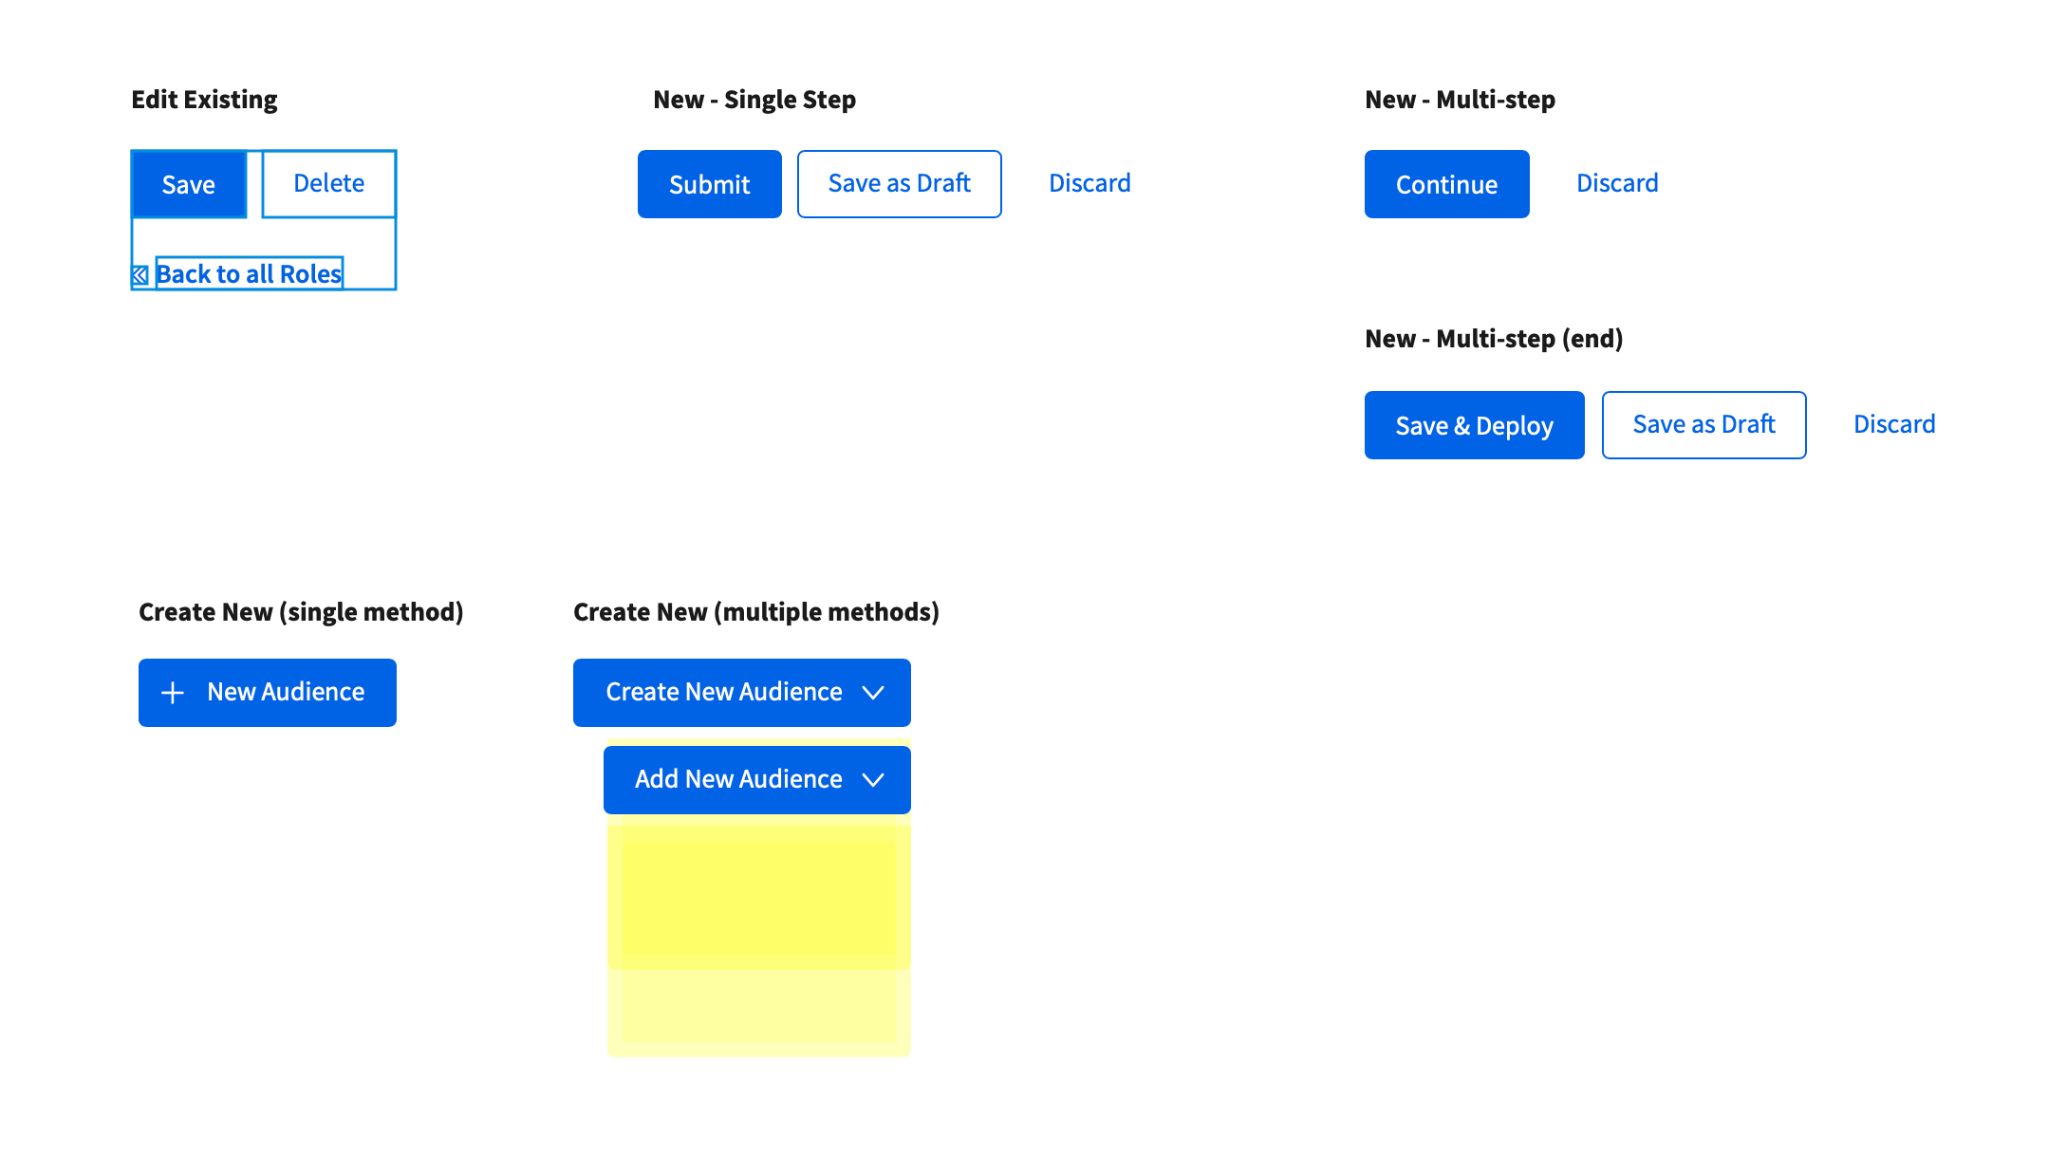 Edit Existing
Save
Delete
Back to all Roles
New - Single Step
Submit
Save as Draft
Discard
New - Multi-step
Continue
Discard
New - Multi-step (end)
Save & Deploy
Save as Draft
Discard
Create New (single method)
New Audience
Create New (multiple methods)
Create New Audience
Add New Audience